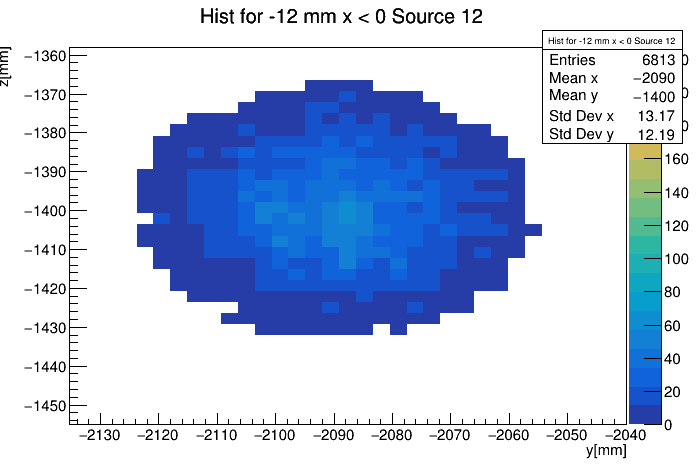 Hist for -12 mm x < 0 Source 12
z[mm]
Hist for -12 mm x < 0 Source 12
Entries 6813
Mean x −2090
Mean y −1400
Std Dev x 13.17
Std Dev y 12.19
−1360
−1370
−1380
−1390
−1400
−1410
−1420
−1430
−1440
−1450
160
140
120
100
80
60
40
20
0
−2130 −2120 −2110 −2100 −2090 −2080 −2070 −2060 −2050 −2040
y[mm]